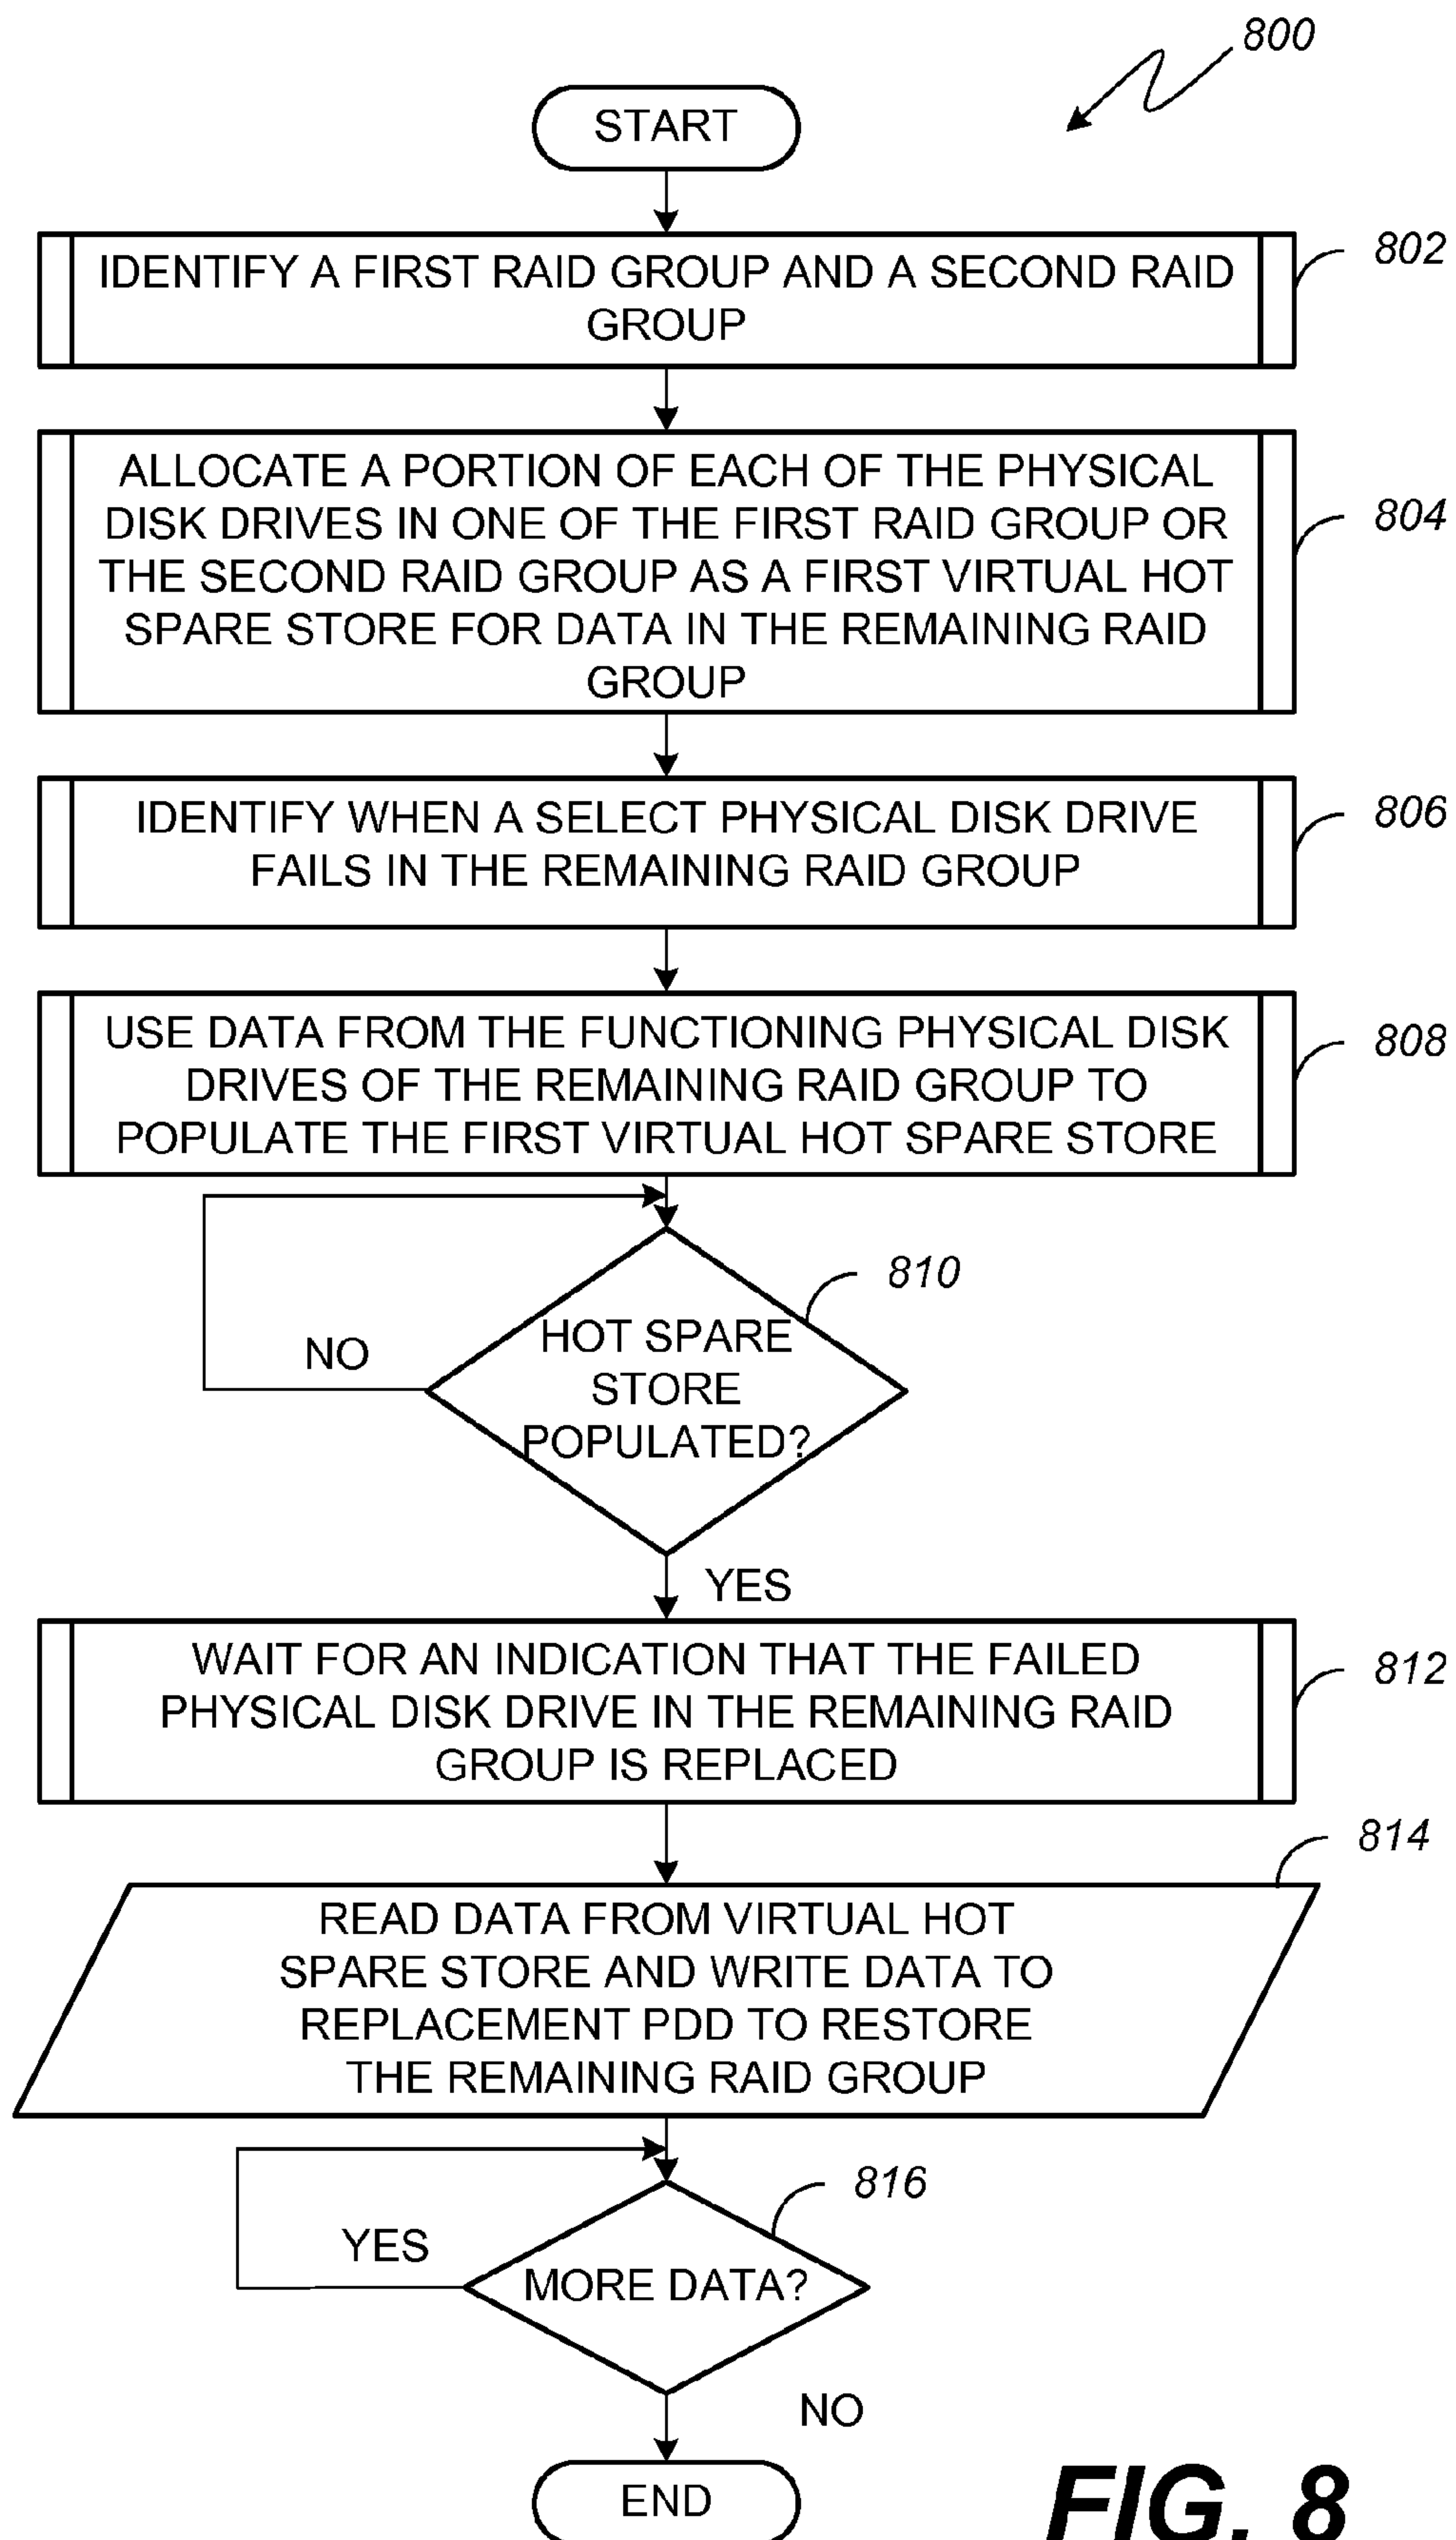 800
START
IDENTIFY A FIRST RAID GROUP AND A SECOND RAID
GROUP
802
ALLOCATE A PORTION OF EACH OF THE PHYSICAL
DISK DRIVES IN ONE OF THE FIRST RAID GROUP OR
THE SECOND RAID GROUP AS A FIRST VIRTUAL HOT
SPARE STORE FOR DATA IN THE REMAINING RAID
GROUP
804
IDENTIFY WHEN A SELECT PHYSICAL DISK DRIVE
FAILS IN THE REMAINING RAID GROUP
806
USE DATA FROM THE FUNCTIONING PHYSICAL DISK
DRIVES OF THE REMAINING RAID GROUP TO
POPULATE THE FIRST VIRTUAL HOT SPARE STORE
808
810
HOT SPARE
STORE
POPULATED?
NO
YES
WAIT FOR AN INDICATION THAT THE FAILED
PHYSICAL DISK DRIVE IN THE REMAINING RAID
GROUP IS REPLACED
812
814
READ DATA FROM VIRTUAL HOT
SPARE STORE AND WRITE DATA TO
REPLACEMENT PDD TO RESTORE
THE REMAINING RAID GROUP
816
YES
MORE DATA?
NO
END
FIG. 8